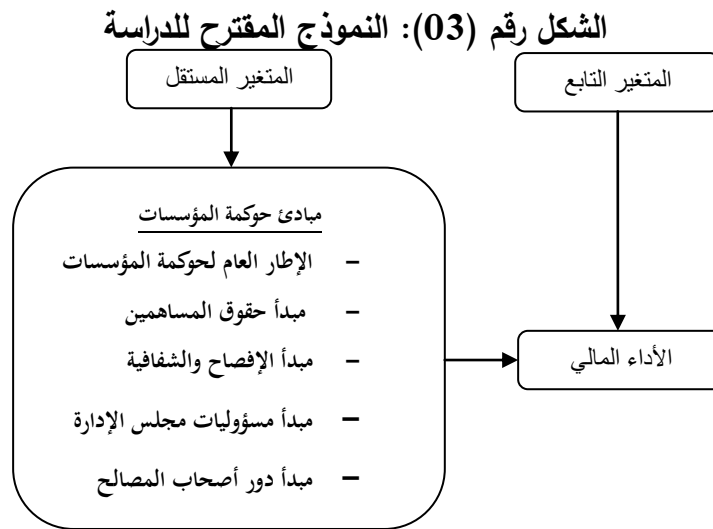 الشكل رقم (03): النموذج المقترح للدراسة
المتغير المستقل
المتغير التابع
مبادئ حوكمة المؤسسات
– الإطار العام لحوكمة المؤسسات
– مبدأ حقوق المساهمين
– مبدأ الإفصاح والشفافية
– مبدأ مسؤوليات مجلس الإدارة
– مبدأ دور أصحاب المصالح
الأداء المالي